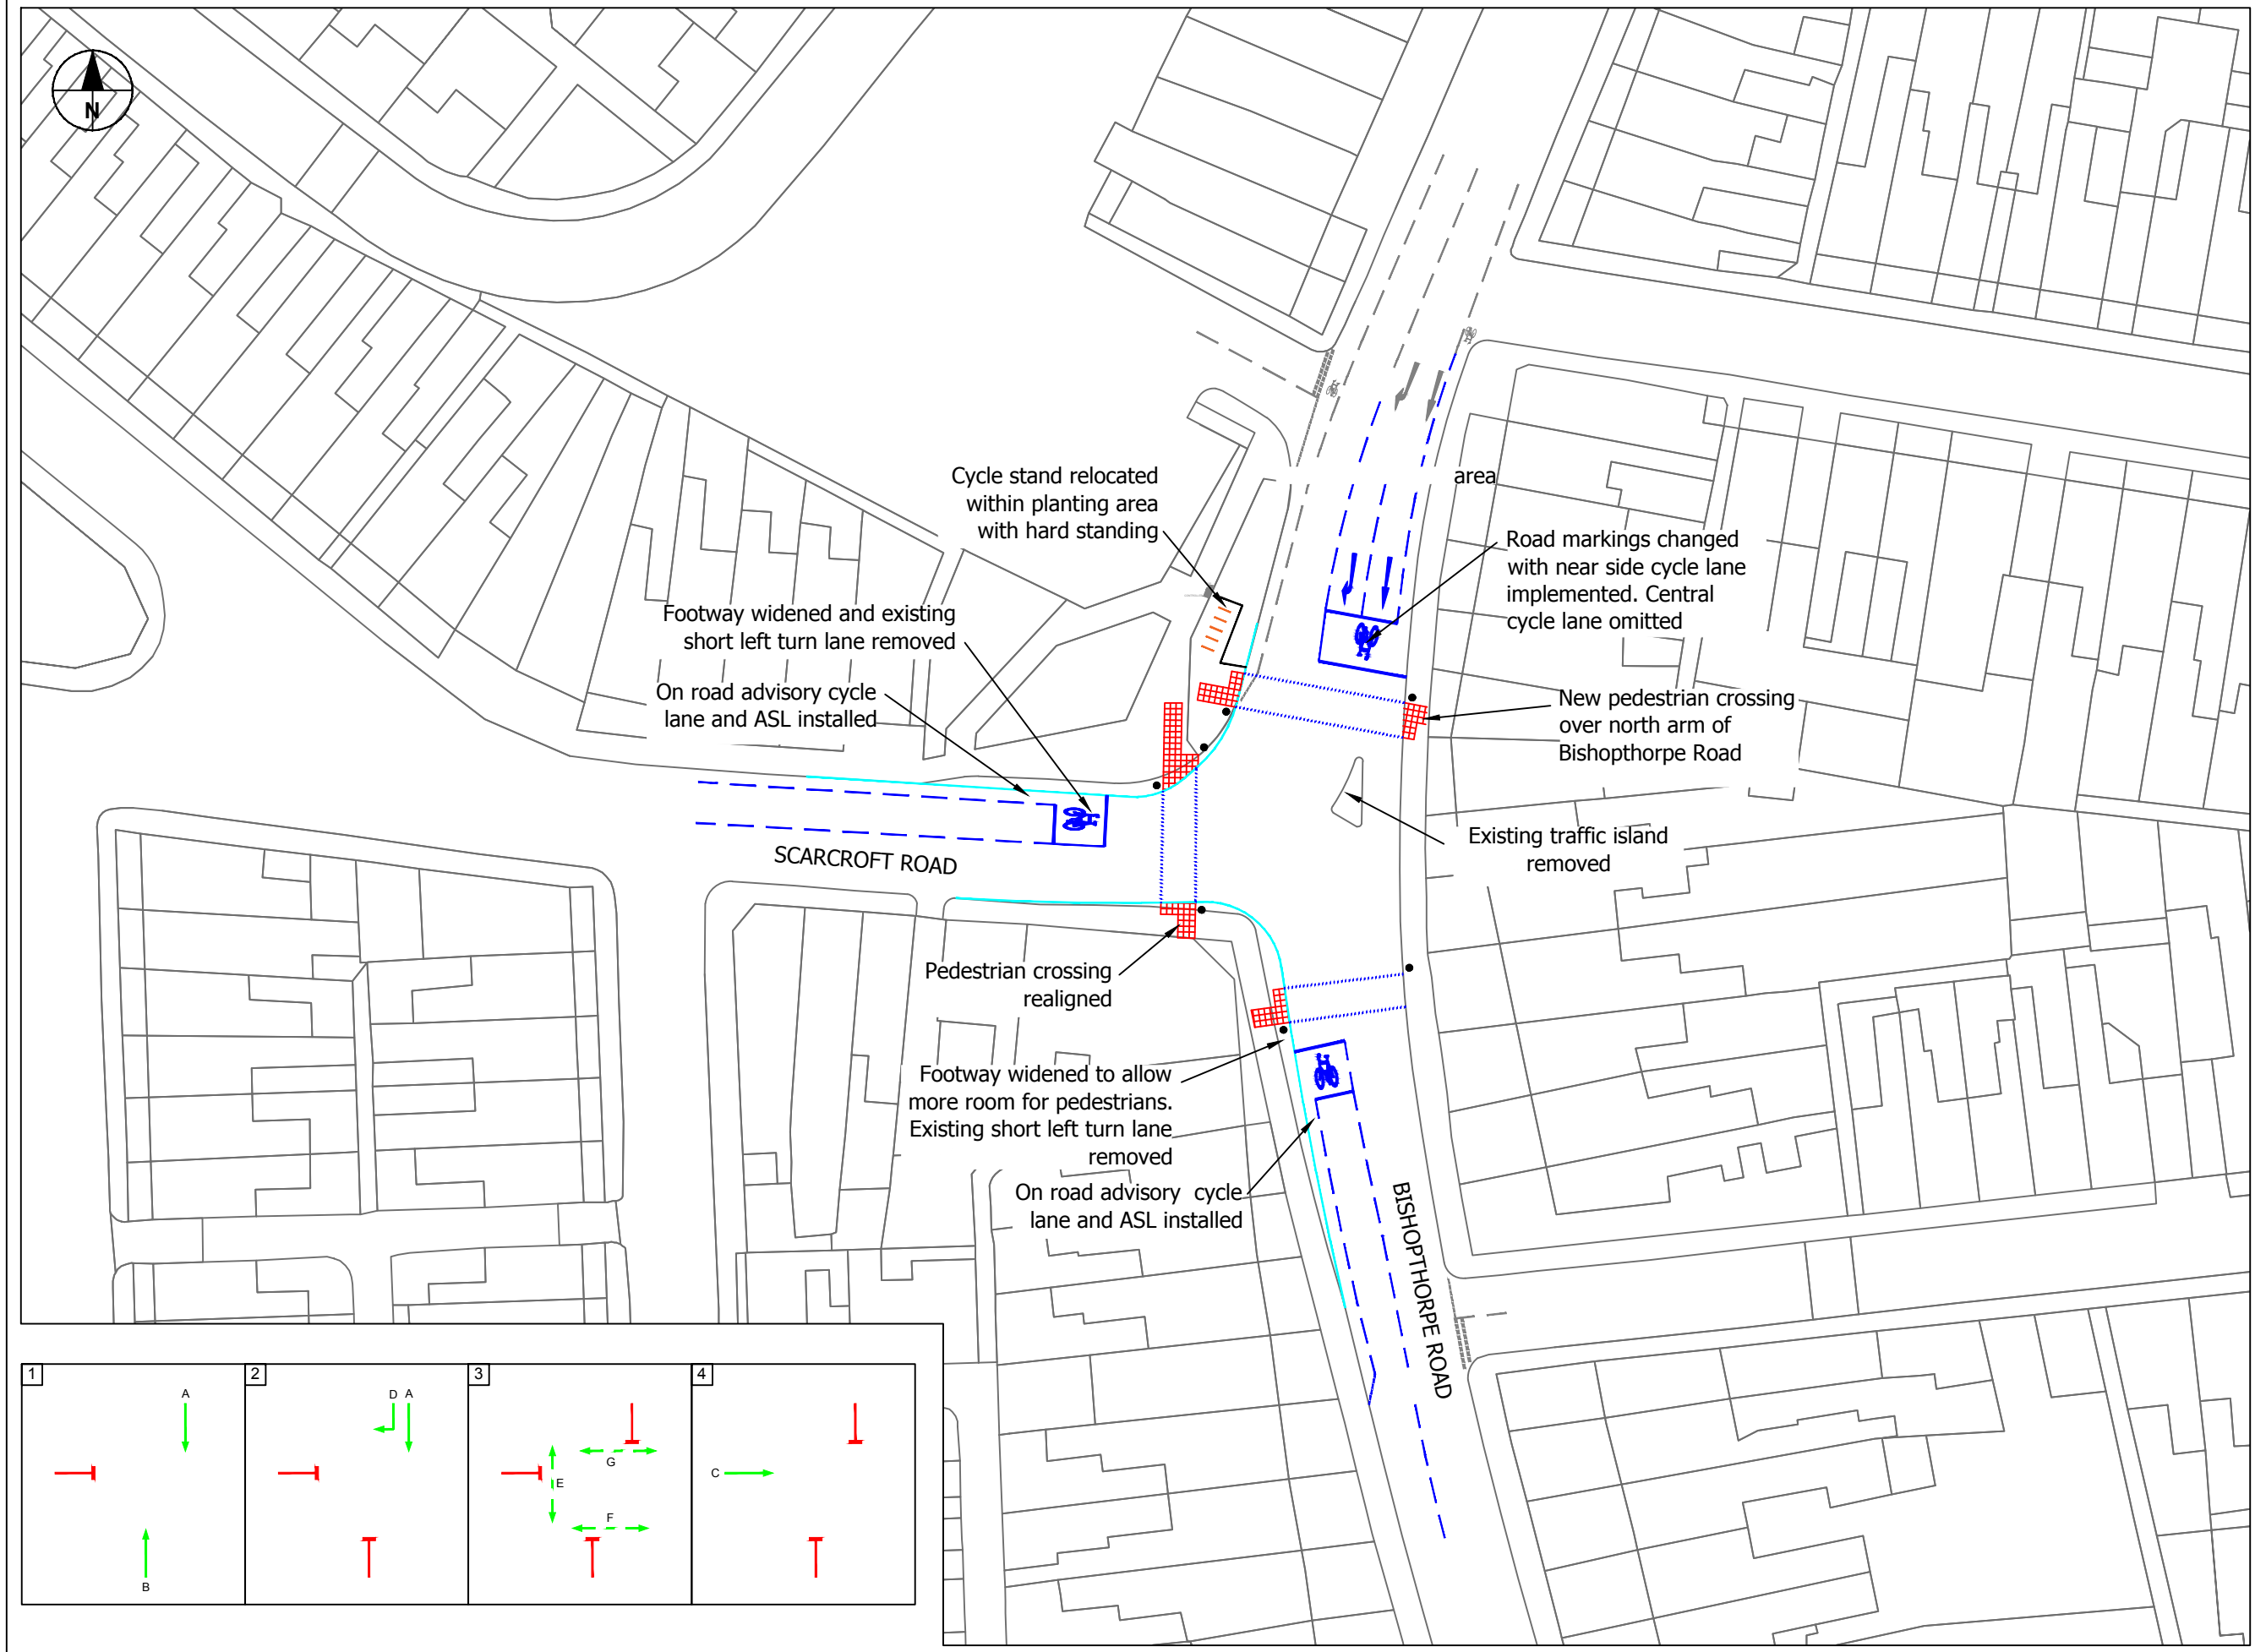 N
Cycle stand relocated
within planting area
with hard standing
area
Road markings changed
with near side cycle lane
implemented. Central
cycle lane omitted
Footway widened and existing
short left turn lane removed
On road advisory cycle
lane and ASL installed
New pedestrian crossing
over north arm of
Bishopthorpe Road
Existing traffic island
removed
SCARCROFT ROAD
Pedestrian crossing
realigned
Footway widened to allow
more room for pedestrians.
Existing short left turn lane
removed
On road advisory cycle
lane and ASL installed
BISHOPTHORPE ROAD
1
A
B
2
D A
3
G
E
F
4
C